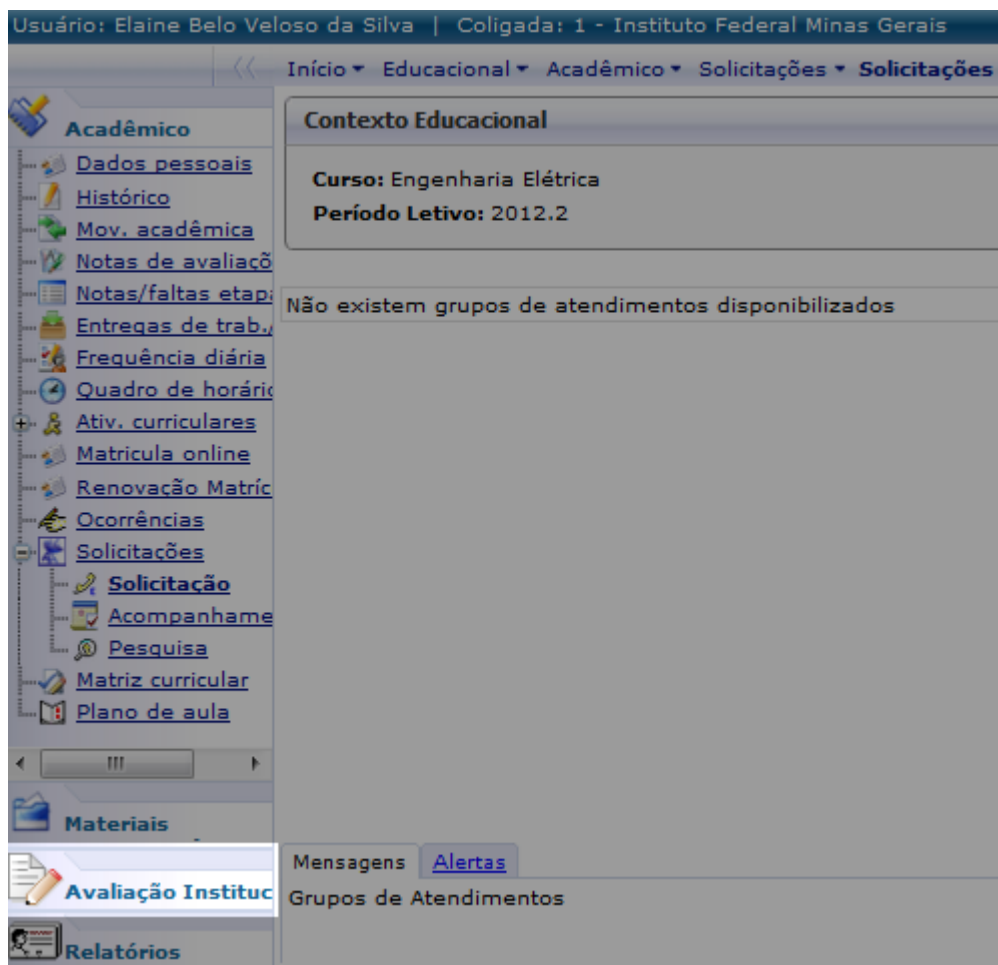 Usuário: Elaine Belo Veloso da Silva | Coligada: 1 - Instituto Federal Minas Gerais
Início Educacional Acadêmico Solicitações Solicitações
Acadêmico
Dados pessoais
Histórico
Mov. acadêmica
Notas de avaliaçõ
Notas/faltas etapa
Entregas de trab./
Frequência diária
Quadro de horário
Ativ. curriculares
Matricula online
Renovação Matríc
Ocorrências
Solicitações
Solicitação
Acompanhame
Pesquisa
Matriz curricular
Plano de aula
Materiais
Avaliação Instituc
Relatórios
Contexto Educacional
Curso: Engenharia Elétrica
Período Letivo: 2012.2
Não existem grupos de atendimentos disponibilizados
Mensagens Alertas
Grupos de Atendimentos